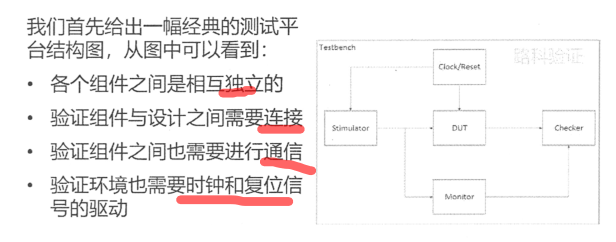 我们首先给出一幅经典的测试平
台结构图，从图中可以看到：
• 各个组件之间是相互独立的
• 验证组件与设计之间需要连接
• 验证组件之间也需要进行通信
• 验证环境也需要时钟和复位信
号的驱动
Testbench
路科验证
Clock/Reset
Stimulator
DUT
Checker
Monitor